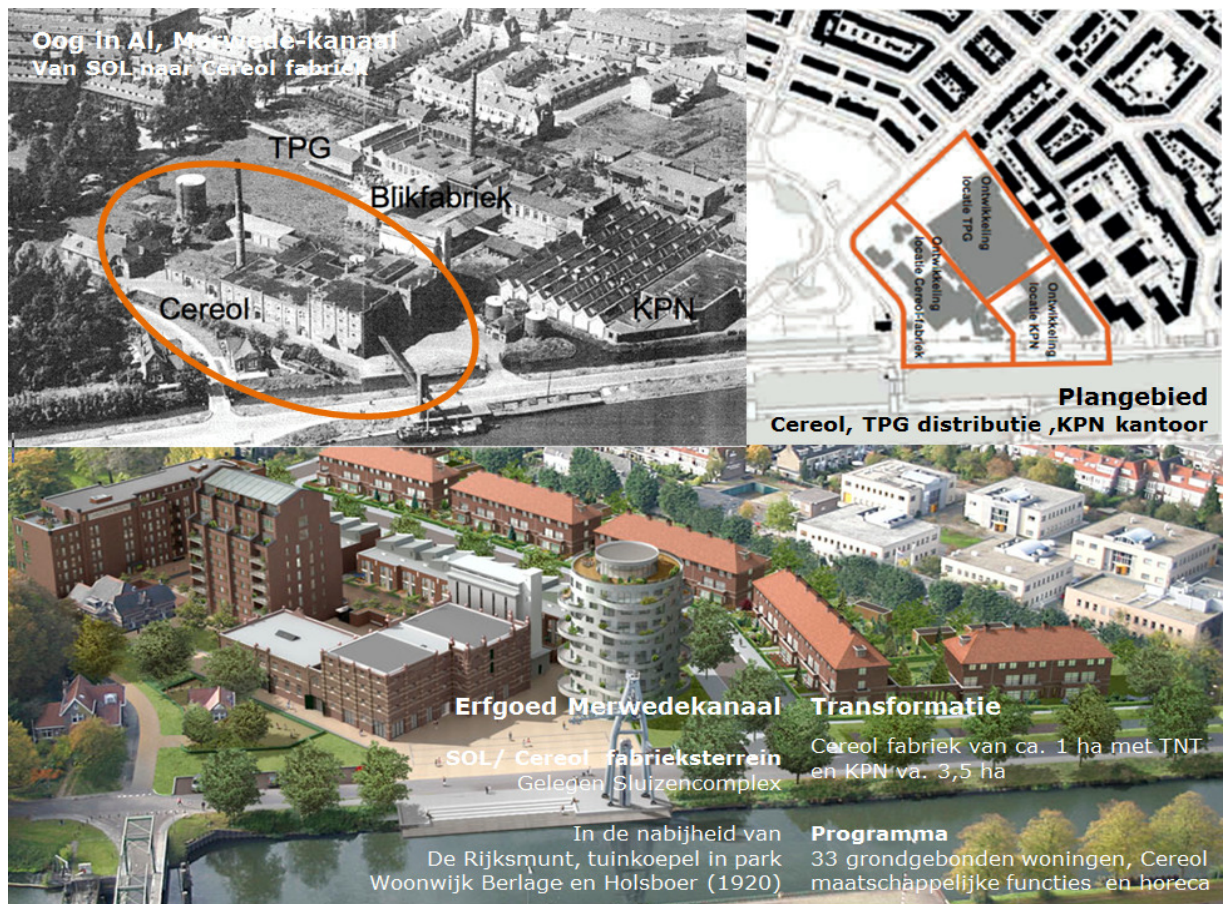 Oog in Al, Merwede-kanaal
Van SOL naar Cereol fabriek
TPG
Blikfabriek
Cereol
KPN
Ontwikkeling
locatie TPG
Ontwikkeling
locatie Cereol-fabriek
Ontwikkeling
locatie KPN
Plangebied
Cereol, TPG distributie ,KPN kantoor
Erfgoed Merwedekanaal
SOL/ Cereol fabrieksterrein
Gelegen Sluizencomplex
In de nabijheid van
De Rijksmunt, tuinkoepel in park
Woonwijk Berlage en Holsboer (1920)
Transformatie
Cereol fabriek van ca. 1 ha met TNT
en KPN va. 3,5 ha
Programma
33 grondgebonden woningen, Cereol
maatschappelijke functies en horeca